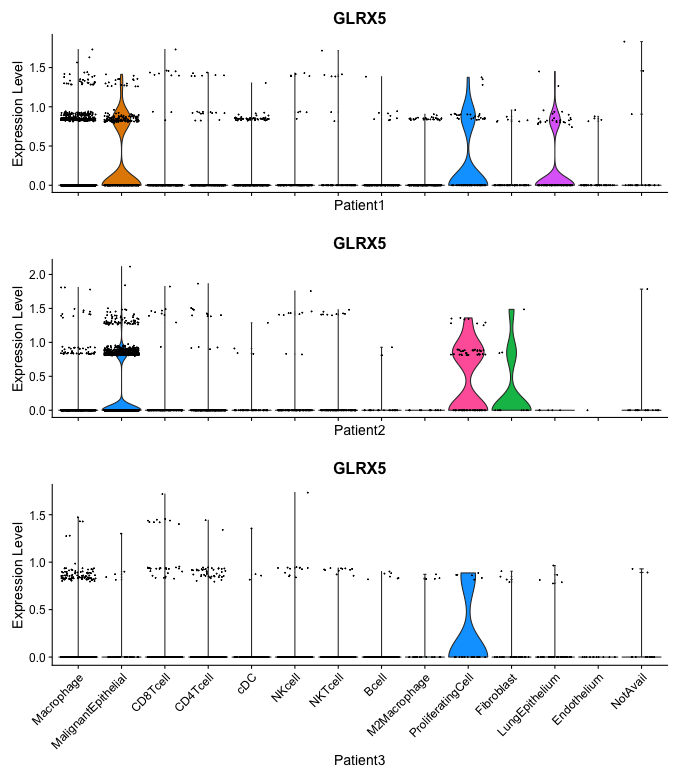 GLRX5
Expression Level
1.5
1.0
0.5
0.0
Patient1
GLRX5
Expression Level
2.0
1.5
1.0
0.5
0.0
Patient2
GLRX5
Expression Level
1.5
1.0
0.5
0.0
Macrophage
MalignantEpithelial
CD8Tcell
CD4Tcell
cDC
NKcell
NKTcell
Bcell
M2Macrophage
ProliferatingCell
Fibroblast
LungEpithelium
Endothelium
NotAvail
Patient3